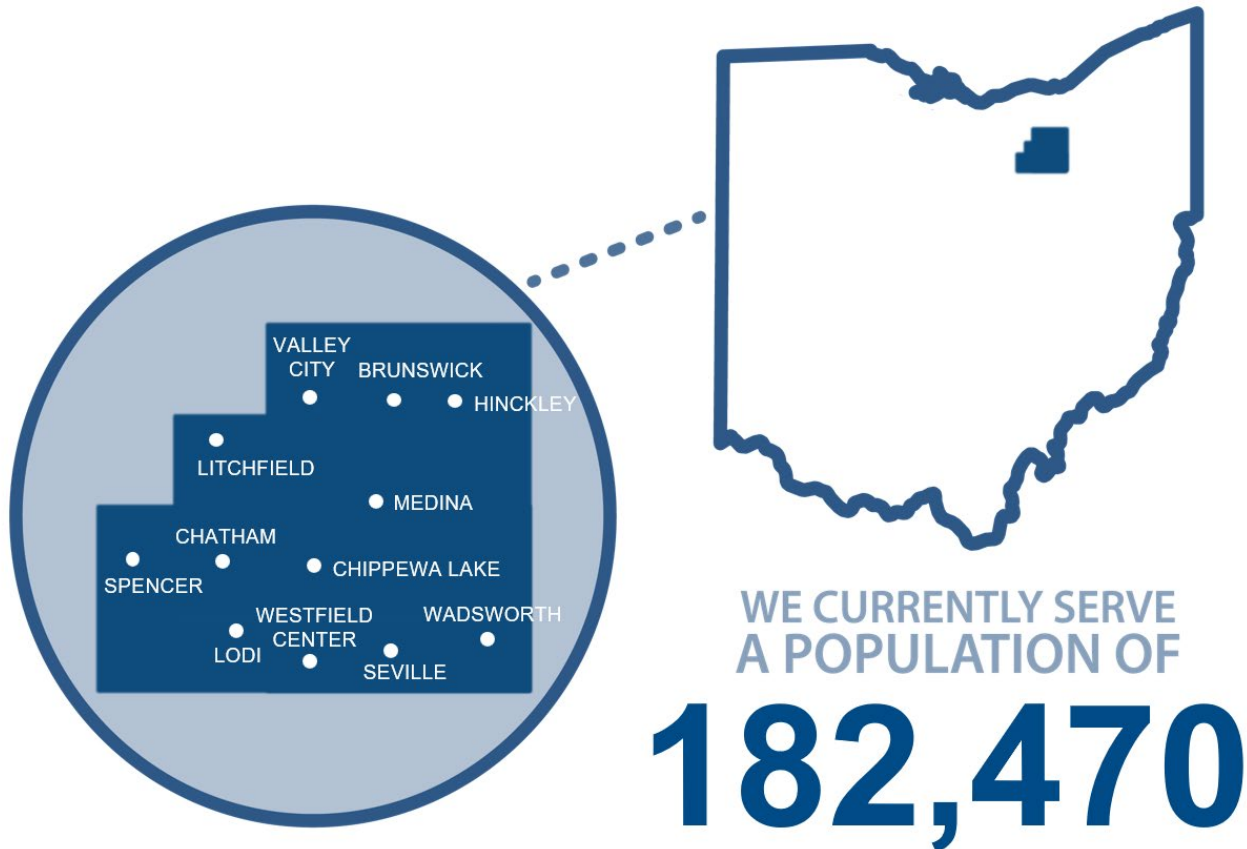 VALLEY
CITY
BRUNSWICK
HINCKLEY
LITCHFIELD
MEDINA
CHATHAM
SPENCER
CHIPPEWA LAKE
WESTFIELD
CENTER
WADSWORTH
LODI
SEVILLE
WE CURRENTLY SERVE
A POPULATION OF
182,470